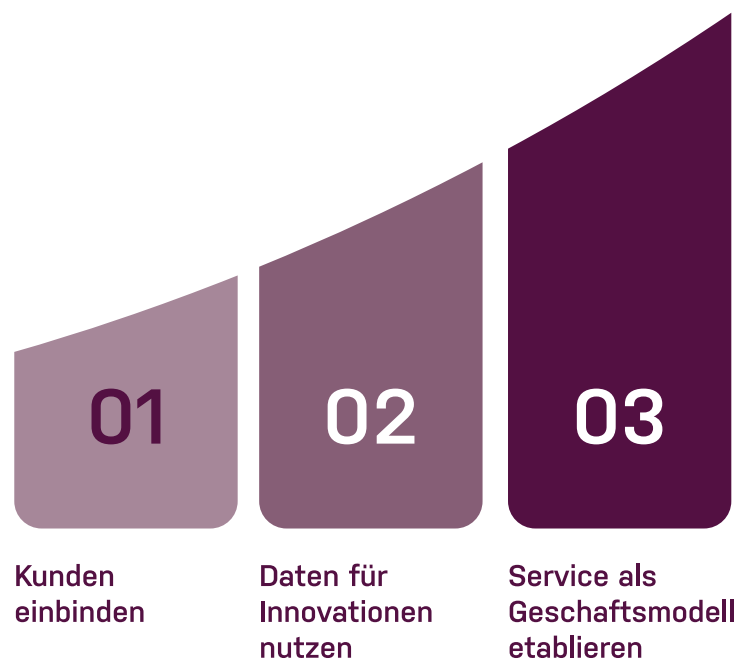 01
02
03
Kunden
einbinden
Daten für
Innovationen
nutzen
Service als
Geschaftsmodell
etablieren